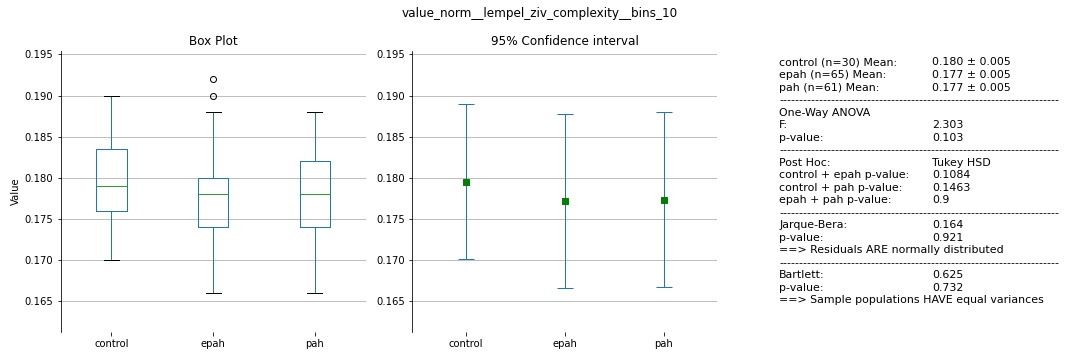 value_norm__lempel_ziv_complexity__bins_10
Box Plot
0.195
0.190
0.185
0.180
0.175
0.170
0.165
Value
control epah pah
95% Confidence interval
0.195
0.190
0.185
0.180
0.175
0.170
0.165
control epah pah
control (n=30) Mean: 0.180 ± 0.005
epah (n=65) Mean: 0.177 ± 0.005
pah (n=61) Mean: 0.177 ± 0.005
One-Way ANOVA
F: 2.303
p-value: 0.103
Post Hoc: Tukey HSD
control + epah p-value: 0.1084
control + pah p-value: 0.1463
epah + pah p-value: 0.9
Jarque-Bera: 0.164
p-value: 0.921
==> Residuals ARE normally distributed
Bartlett: 0.625
p-value: 0.732
==> Sample populations HAVE equal variances